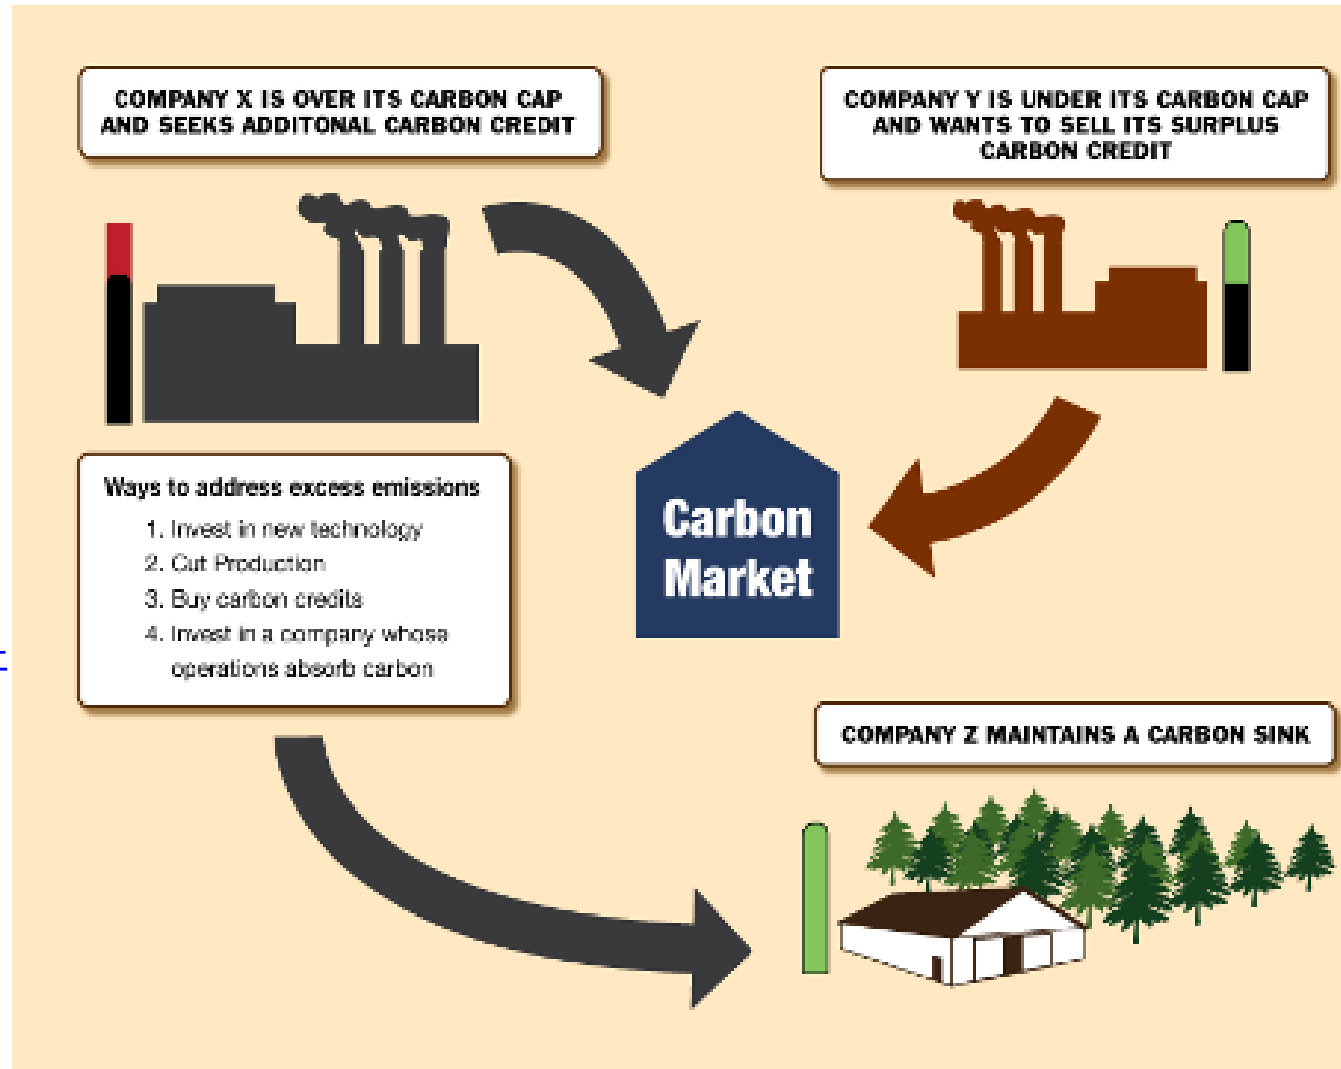 COMPANY X IS OVER ITS CARBON CAP
AND SEEKS ADDITONAL CARBON CREDIT
COMPANY Y IS UNDER ITS CARBON CAP
AND WANTS TO SELL ITS SURPLUS
CARBON CREDIT
Ways to address excess emissions
1. Invest in new technology
2. Cut Production
3. Buy carbon credits
4. Invest in a company whose
operations absorb carbon
Carbon
Market
COMPANY Z MAINTAINS A CARBON SINK